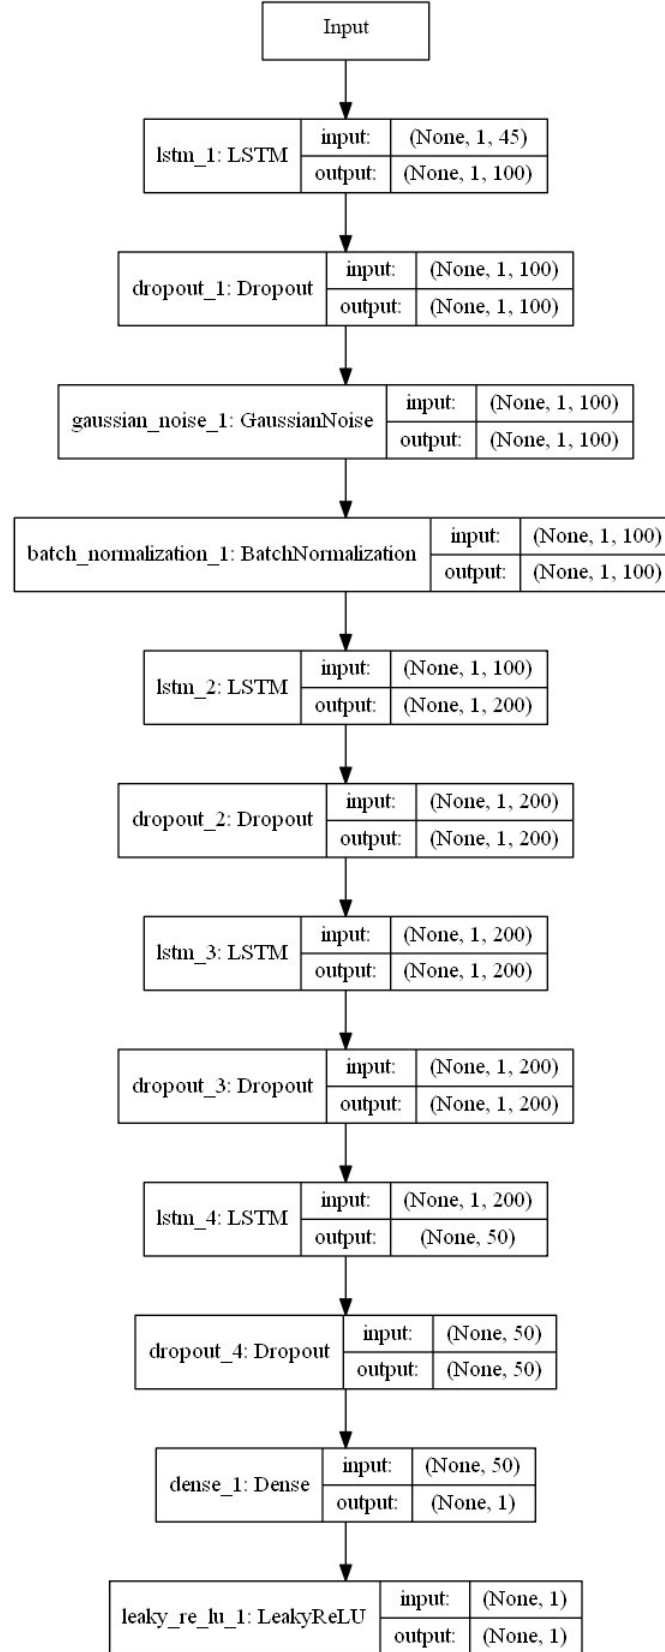 Input
lstm_1: LSTM
input: (None, 1, 45)
output: (None, 1, 100)
dropout_1: Dropout
input: (None, 1, 100)
output: (None, 1, 100)
gaussian_noise_1: GaussianNoise
input: (None, 1, 100)
output: (None, 1, 100)
batch_normalization_1: BatchNormalization
input: (None, 1, 100)
output: (None, 1, 100)
lstm_2: LSTM
input: (None, 1, 100)
output: (None, 1, 200)
dropout_2: Dropout
input: (None, 1, 200)
output: (None, 1, 200)
lstm_3: LSTM
input: (None, 1, 200)
output: (None, 1, 200)
dropout_3: Dropout
input: (None, 1, 200)
output: (None, 1, 200)
lstm_4: LSTM
input: (None, 1, 200)
output: (None, 50)
dropout_4: Dropout
input: (None, 50)
output: (None, 50)
dense_1: Dense
input: (None, 50)
output: (None, 1)
leaky_re_lu_1: LeakyReLU
input: (None, 1)
output: (None, 1)